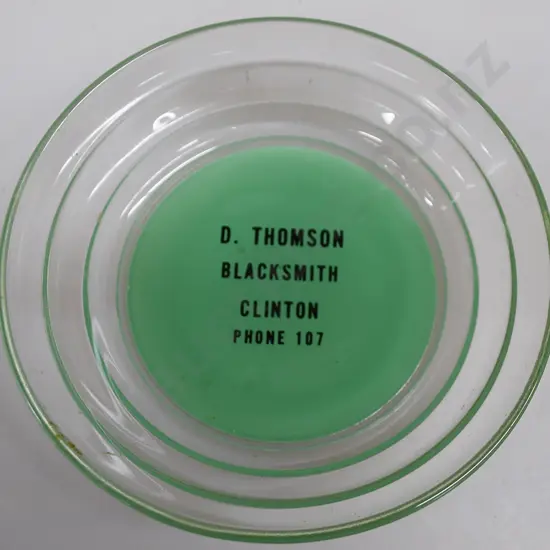 D. THOMSON
BLACKSMITH
CLINTON
PHONE 107